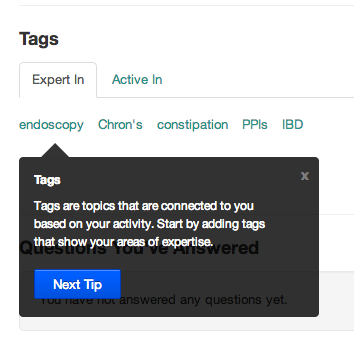 Tags
Expert In Active In
endoscopy Chron's constipation PPIs IBD
Tags x
Tags are topics that are connected to you
based on your activity. Start by adding tags
that show your areas of expertise.
Questions You've Answered
Next Tip
You have not answered any questions yet.